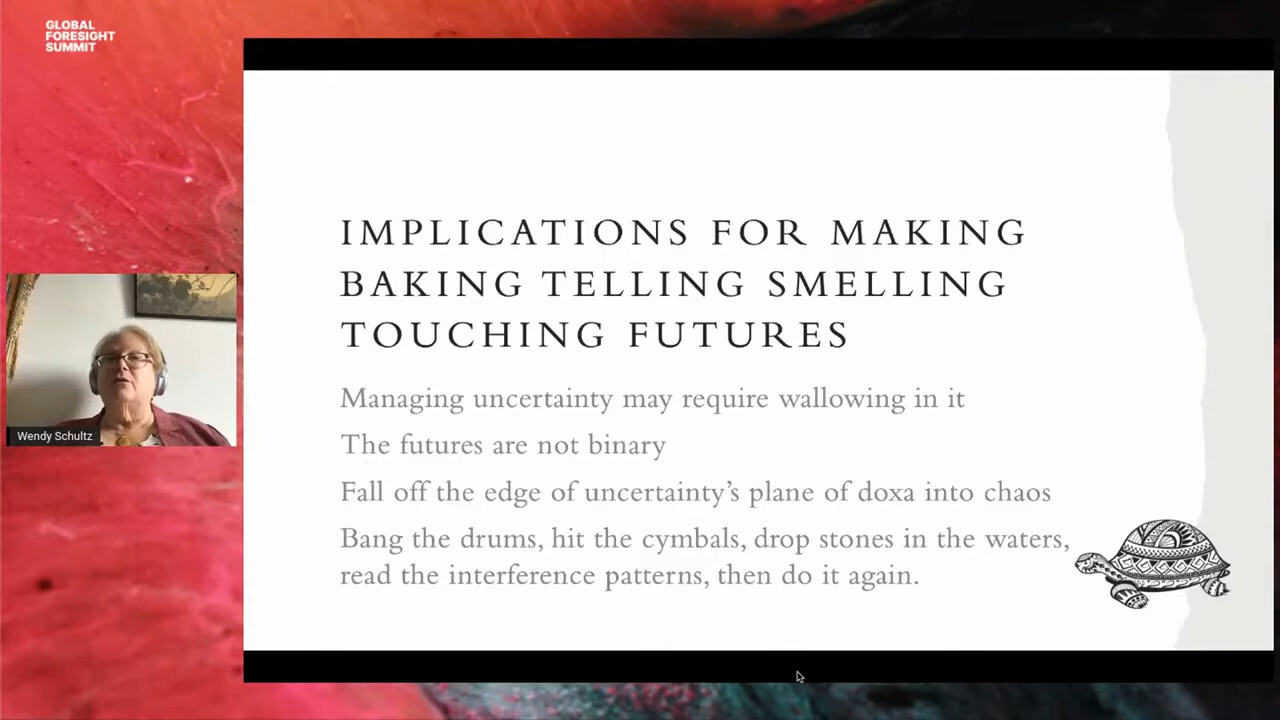 GLOBAL
FORESIGHT
SUMMIT
IMPLICATIONS FOR MAKING
BAKING TELLING SMELLING
TOUCHING FUTURES
Managing uncertainty may require wallowing in it
The futures are not binary
Fall off the edge of uncertainty’s plane of doxa into chaos
Bang the drums, hit the cymbals, drop stones in the waters,
read the interference patterns, then do it again.
Wendy Schultz